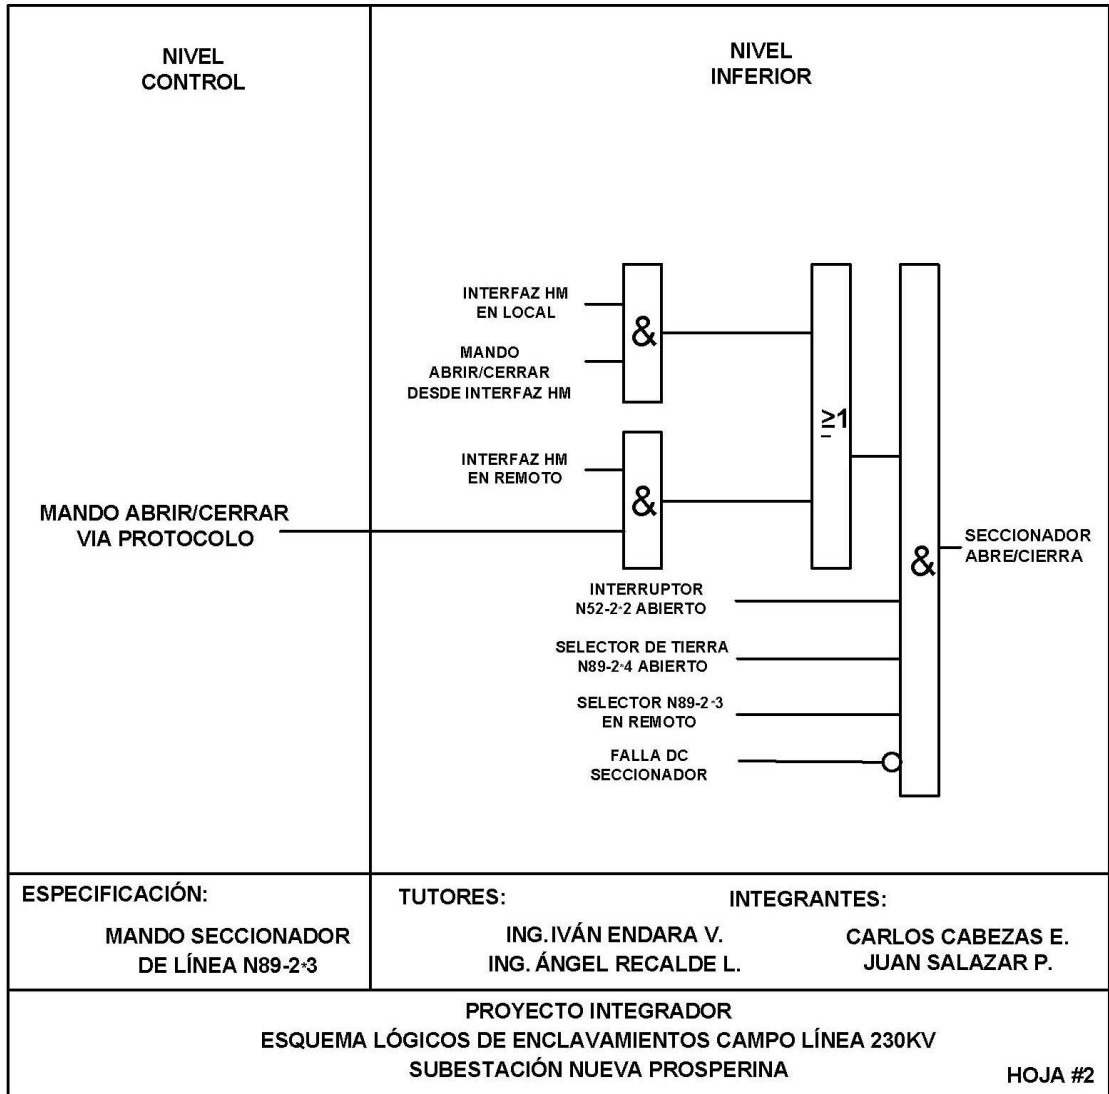 NIVEL
CONTROL
NIVEL
INFERIOR
INTERFAZ HM
EN LOCAL
MANDO
ABRIR/CERRAR
DESDE INTERFAZ HM
&
≥1
INTERFAZ HM
EN REMOTO
&
MANDO ABRIR/CERRAR
VIA PROTOCOLO
&
SECCIONADOR
ABRE/CIERRA
INTERRUPTOR
N52-2*2 ABIERTO
SELECTOR DE TIERRA
N89-2*4 ABIERTO
SELECTOR N89-2*3
EN REMOTO
FALLA DC
SECCIONADOR
ESPECIFICACIÓN:
MANDO SECCIONADOR
DE LÍNEA N89-2*3
TUTORES:
ING.IVÁN ENDARA V.
ING. ÁNGEL RECALDE L.
INTEGRANTES:
CARLOS CABEZAS E.
JUAN SALAZAR P.
PROYECTO INTEGRADOR
ESQUEMA LÓGICOS DE ENCLAVAMIENTOS CAMPO LÍNEA 230KV
SUBESTACIÓN NUEVA PROSPERINA
HOJA #2